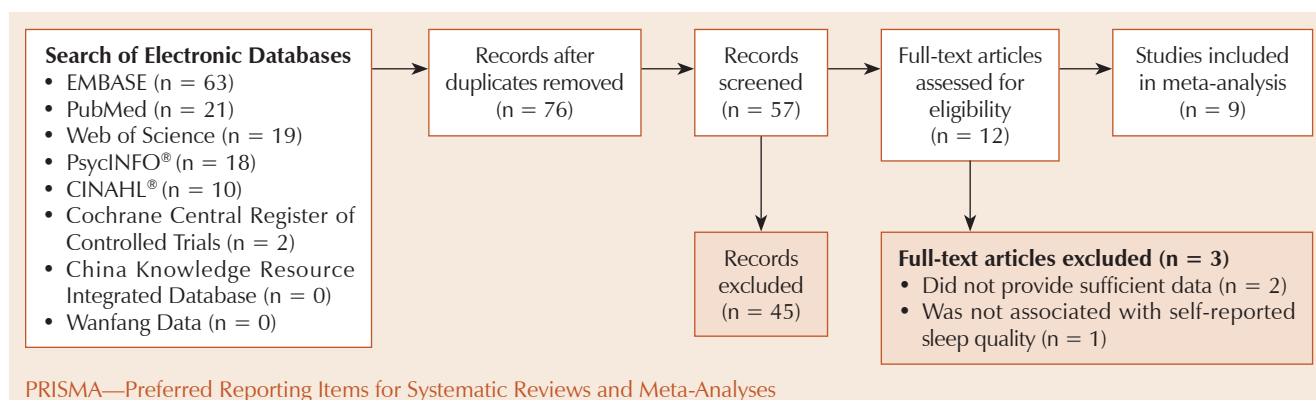 Search of Electronic Databases
• EMBASE (n = 63)
• PubMed (n = 21)
• Web of Science (n = 19)
• PsycINFO® (n = 18)
• CINAHL® (n = 10)
• Cochrane Central Register of
Controlled Trials (n = 2)
• China Knowledge Resource
Integrated Database (n = 0)
• Wanfang Data (n = 0)
Records after
duplicates removed
(n = 76)
Records
screened
(n = 57)
Full-text articles
assessed for
eligibility
(n = 12)
Studies included
in meta-analysis
(n = 9)
Records
excluded
(n = 45)
Full-text articles excluded (n = 3)
• Did not provide sufficient data (n = 2)
• Was not associated with self-reported
sleep quality (n = 1)
PRISMA—Preferred Reporting Items for Systematic Reviews and Meta-Analyses